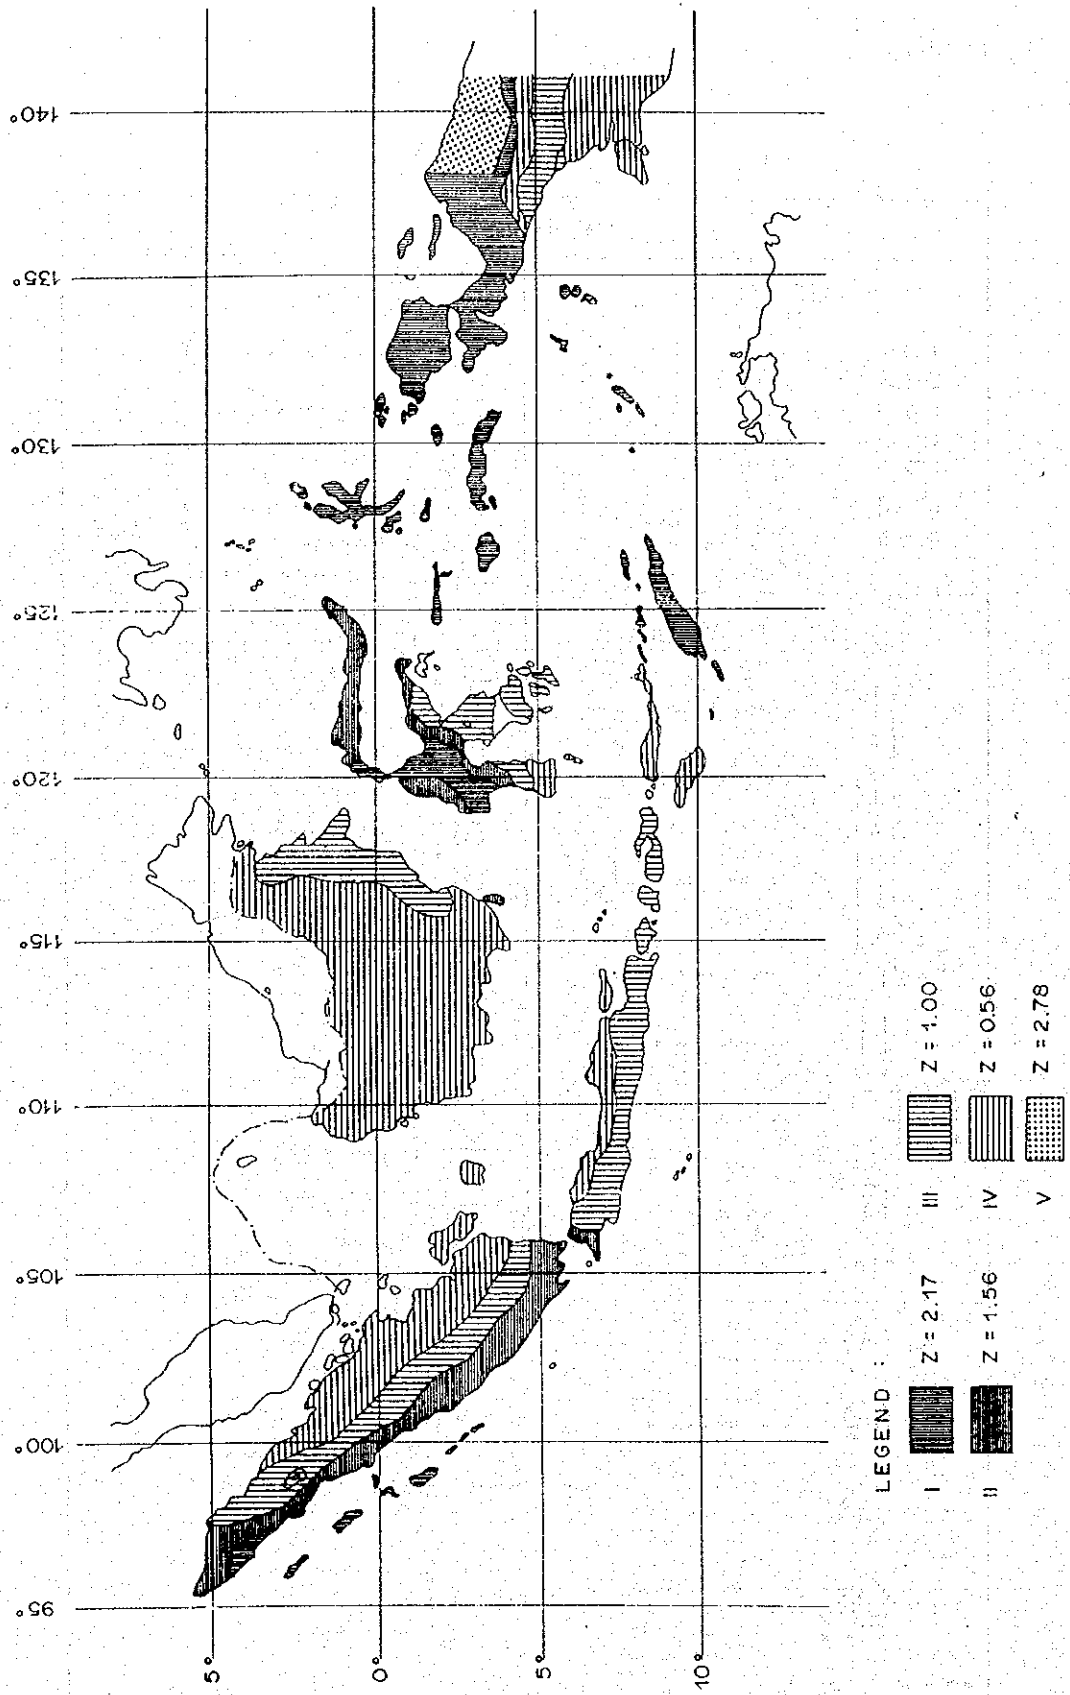 95°
100°
105°
110°
115°
120°
125°
130°
135°
140°
5°
0°
5°
10°
LEGEND :
I Z = 2.17
II Z = 1.56
III Z = 1.00
IV Z = 0.56
V Z = 2.78